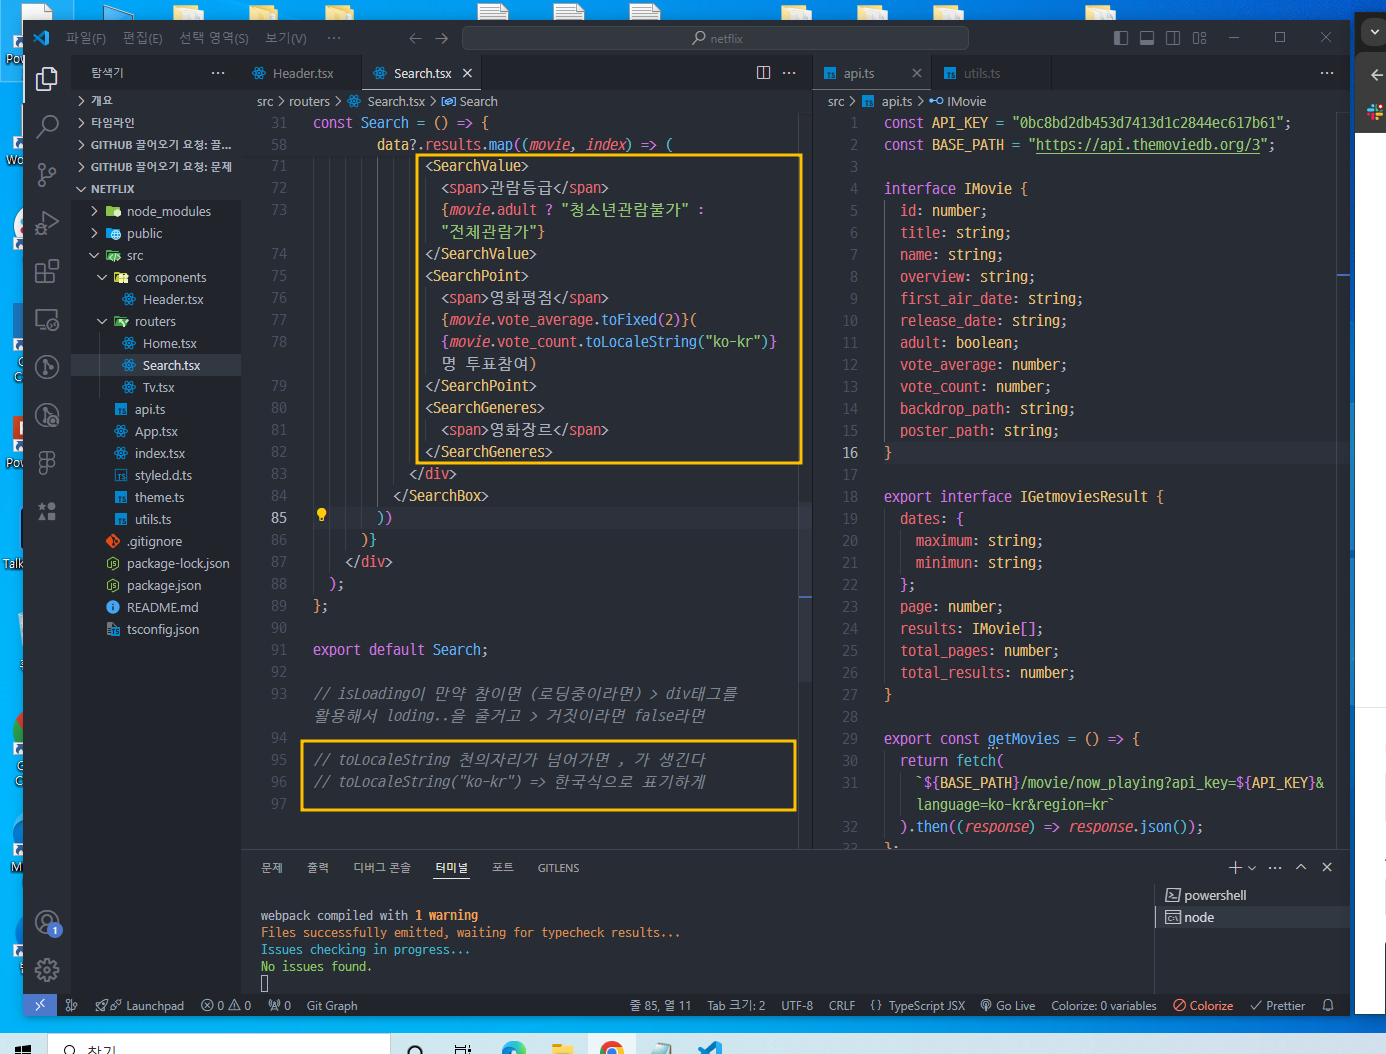 파일(F) 편집(E) 선택 영역(S) 보기(V) ··· netflix
탐색기 ···
개요
타임라인
GITHUB 끌어오기 요청: 끌...
GITHUB 끌어오기 요청: 문제
NETFLIX
node_modules
public
src
components
Header.tsx
routers
Home.tsx
Search.tsx
Tv.tsx
api.ts
App.tsx
index.tsx
styled.d.ts
theme.ts
utils.ts
.gitignore
package-lock.json
package.json
README.md
tsconfig.json
Header.tsx Search.tsx
src > routers > Search.tsx > Search
31 const Search = () => {
58 data?.results.map((movie, index) => (
71 <SearchValue>
72 <span>관람등급</span>
73 {movie.adult ? "청소년관람불가" :
"전체관람가"}
74 </SearchValue>
75 <SearchPoint>
76 <span>영화평점</span>
77 {movie.vote_average.toFixed(2)}(
78 {movie.vote_count.toLocaleString("ko-kr")}
명 투표참여)
79 </SearchPoint>
80 <SearchGeneres>
81 <span>영화장르</span>
82 </SearchGeneres>
83 </div>
84 </SearchBox>
85 ))
86 )}
87 </div>
88 );
89 };
90
91 export default Search;
92
93 // isLoading이 만약 참이면 (로딩중이라면) > div태그를
활용해서 loding..을 줄거고 > 거짓이라면 false라면
94
95 // toLocaleString 천의자리가 넘어가면 , 가 생긴다
96 // toLocaleString("ko-kr") => 한국식으로 표기하게
97
api.ts utils.ts
src > api.ts > IMovie
1 const API_KEY = "0bc8bd2db453d7413d1c2844ec617b61";
2 const BASE_PATH = "https://api.themoviedb.org/3";
3
4 interface IMovie {
5 id: number;
6 title: string;
7 name: string;
8 overview: string;
9 first_air_date: string;
10 release_date: string;
11 adult: boolean;
12 vote_average: number;
13 vote_count: number;
14 backdrop_path: string;
15 poster_path: string;
16 }
17
18 export interface IGetmoviesResult {
19 dates: {
20 maximum: string;
21 minimun: string;
22 };
23 page: number;
24 results: IMovie[];
25 total_pages: number;
26 total_results: number;
27 }
28
29 export const getMovies = () => {
30 return fetch(
31 `${BASE_PATH}/movie/now_playing?api_key=${API_KEY}&
language=ko-kr&region=kr`
32 ).then((response) => response.json());
33 };
문제 출력 디버그 콘솔 터미널 포트 GITLENS
webpack compiled with 1 warning
Files successfully emitted, waiting for typecheck results...
Issues checking in progress...
No issues found.
powershell
node
1
Launchpad 0 0 0 Git Graph 줄 85, 열 11 Tab 크기: 2 UTF-8 CRLF {} TypeScript JSX Go Live Colorize: 0 variables Colorize Prettier
찾기